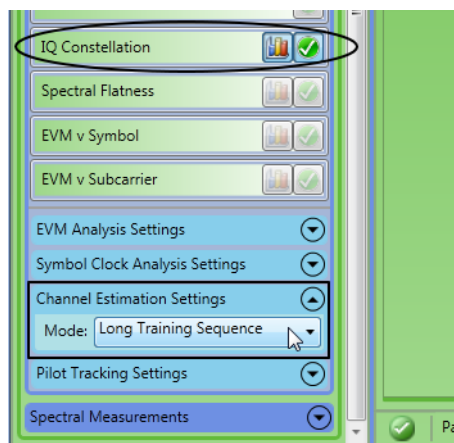 IQ Constellation
Spectral Flatness
EVM v Symbol
EVM v Subcarrier
EVM Analysis Settings
Symbol Clock Analysis Settings
Channel Estimation Settings
Mode: Long Training Sequence
Pilot Tracking Settings
Spectral Measurements
Pa